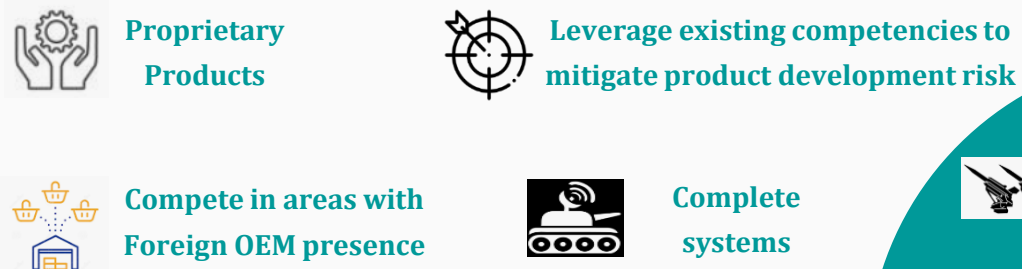 Proprietary
Products
Leverage existing competencies to
mitigate product development risk
Compete in areas with
Foreign OEM presence
Complete
systems